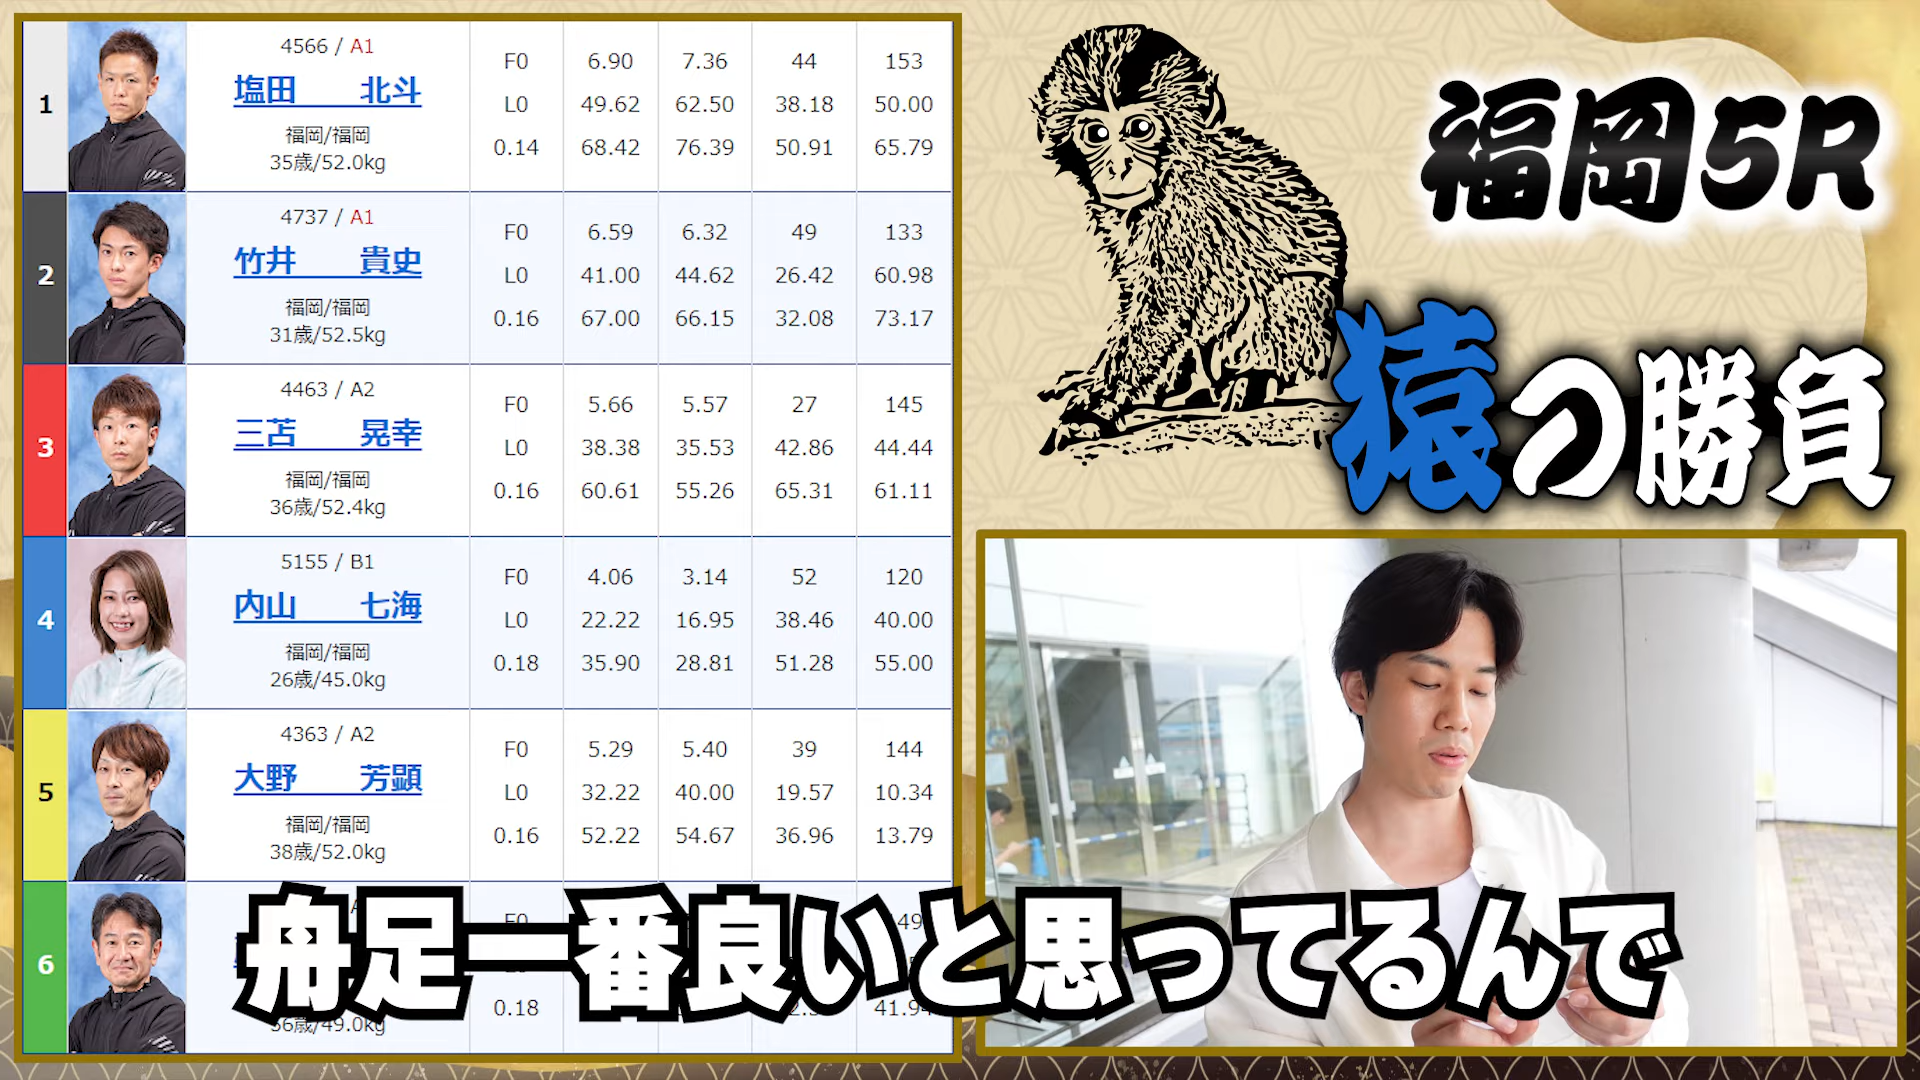 1
4566 / A1
塩田 北斗
福岡/福岡
35歳/52.0kg
F0 6.90 7.36 44 153
L0 49.62 62.50 38.18 50.00
0.14 68.42 76.39 50.91 65.79
2
4737 / A1
竹井 貴史
福岡/福岡
31歳/52.5kg
F0 6.59 6.32 49 133
L0 41.00 44.62 26.42 60.98
0.16 67.00 66.15 32.08 73.17
3
4463 / A2
三苫 晃幸
福岡/福岡
36歳/52.4kg
F0 5.66 5.57 27 145
L0 38.38 35.53 42.86 44.44
0.16 60.61 55.26 65.31 61.11
4
5155 / B1
内山 七海
福岡/福岡
26歳/45.0kg
F0 4.06 3.14 52 120
L0 22.22 16.95 38.46 40.00
0.18 35.90 28.81 51.28 55.00
5
4363 / A2
大野 芳顕
福岡/福岡
38歳/52.0kg
F0 5.29 5.40 39 144
L0 32.22 40.00 19.57 10.34
0.16 52.22 54.67 36.96 13.79
6
56歳/49.0kg
F0
0.18
福岡5R
猿の勝負
舟足一番良いと思ってるんで